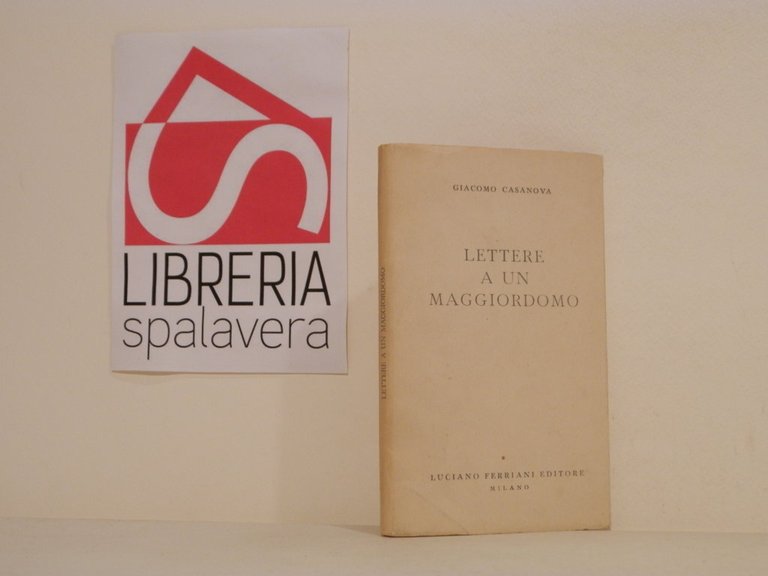 LIBRERIA
spalavera
LETTERE A UN MAGGIORDOMO
GIACOMO CASANOVA
LETTERE
A UN
MAGGIORDOMO
LUCIANO FERRIANI EDITORE
MILANO